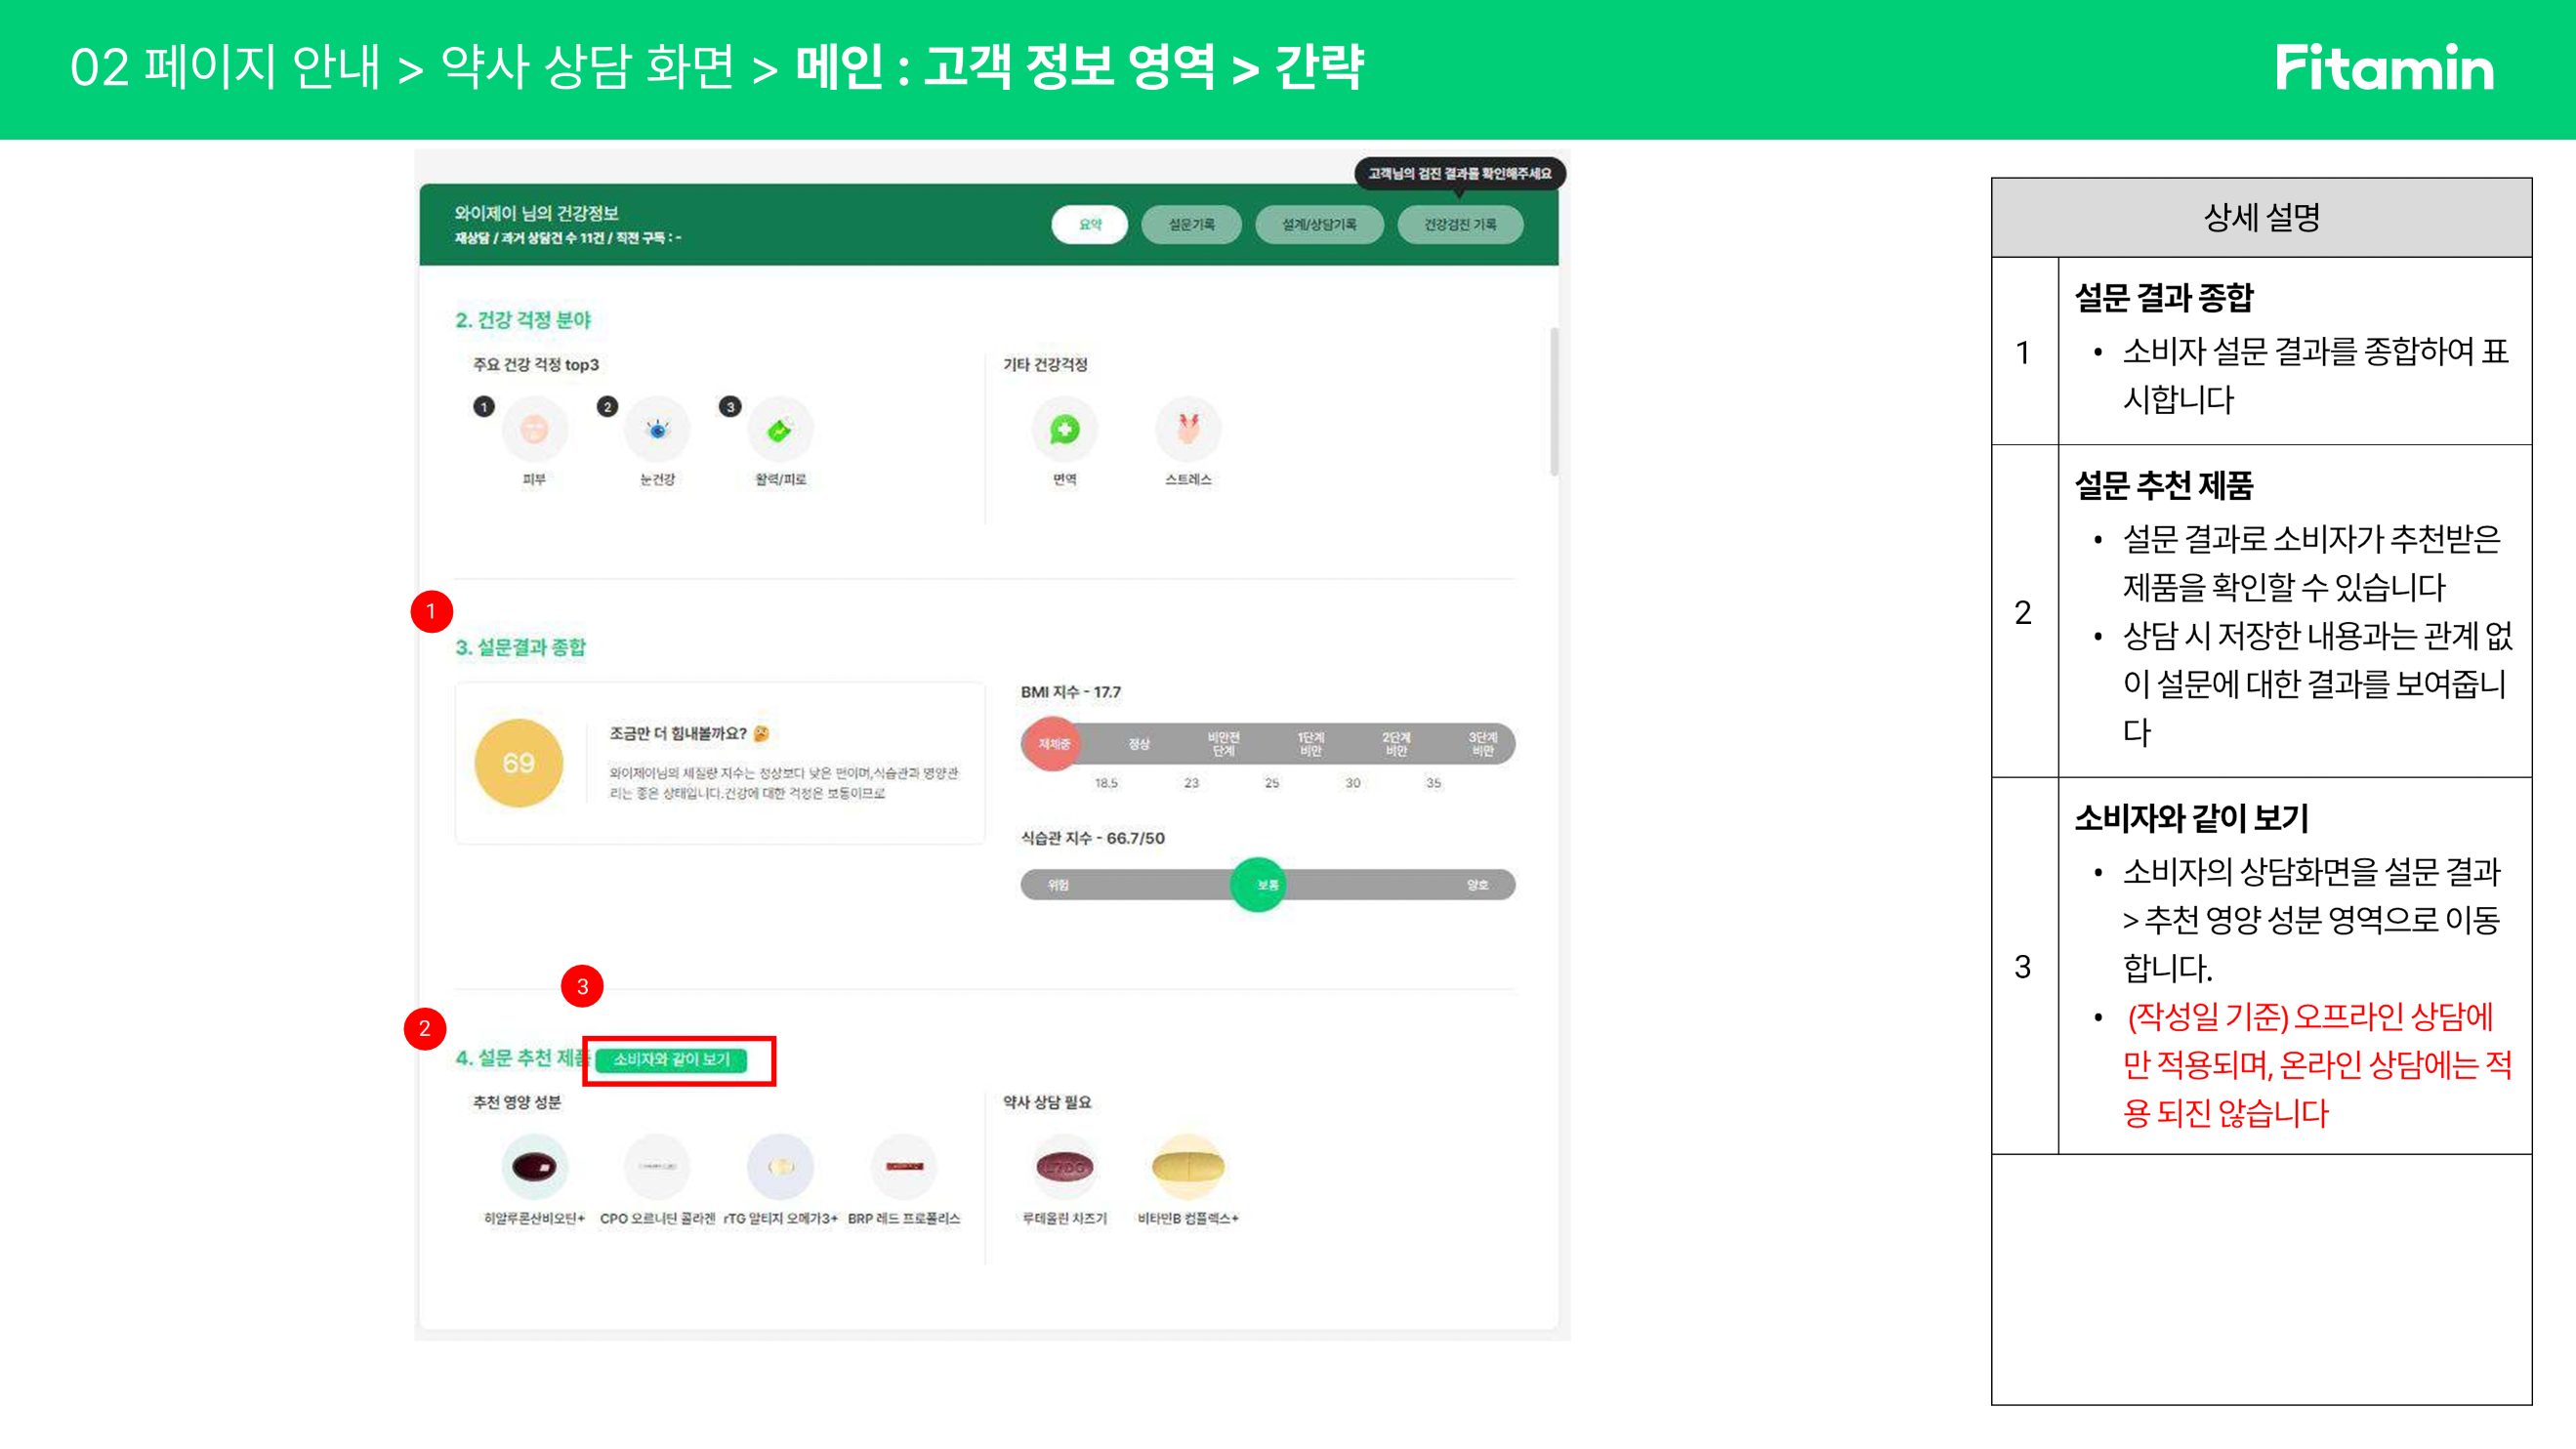 02 페이지 안내 > 약사 상담 화면 > 메인 : 고객 정보 영역 > 간략
Fitamin
고객님의 검진 결과를 확인해주세요
와이제이 님의 건강정보
재상담 / 과거 상담건 수 11건 / 직전 구독 : -
요약
설문기록
설계/상담기록
건강검진 기록
2. 건강 걱정 분야
주요 건강 걱정 top3
기타 건강걱정
1
2
3
피부
눈건강
활력/피로
면역
스트레스
1
3. 설문결과 종합
69
조금만 더 힘내볼까요?
와이제이님의 체질량 지수는 정상보다 낮은 편이며,식습관과 영양관
리는 좋은 상태입니다.건강에 대한 걱정은 보통이므로
BMI 지수 - 17.7
저체중
정상
비만전
단계
1단계
비만
2단계
비만
3단계
비만
18.5
23
25
30
35
식습관 지수 - 66.7/50
위험
보통
양호
3
2
4. 설문 추천 제품
소비자와 같이 보기
추천 영양 성분
약사 상담 필요
히알루론산비오틴+
CPO 오르니틴 콜라겐
rTG 알티지 오메가3+
BRP 레드 프로폴리스
루테올린 치즈기
비타민B 컴플렉스+
상세 설명
1
설문 결과 종합
• 소비자 설문 결과를 종합하여 표
시합니다
2
설문 추천 제품
• 설문 결과로 소비자가 추천받은
제품을 확인할 수 있습니다
• 상담 시 저장한 내용과는 관계 없
이 설문에 대한 결과를 보여줍니
다
3
소비자와 같이 보기
• 소비자의 상담화면을 설문 결과
> 추천 영양 성분 영역으로 이동
합니다.
• (작성일 기준) 오프라인 상담에
만 적용되며, 온라인 상담에는 적
용 되진 않습니다